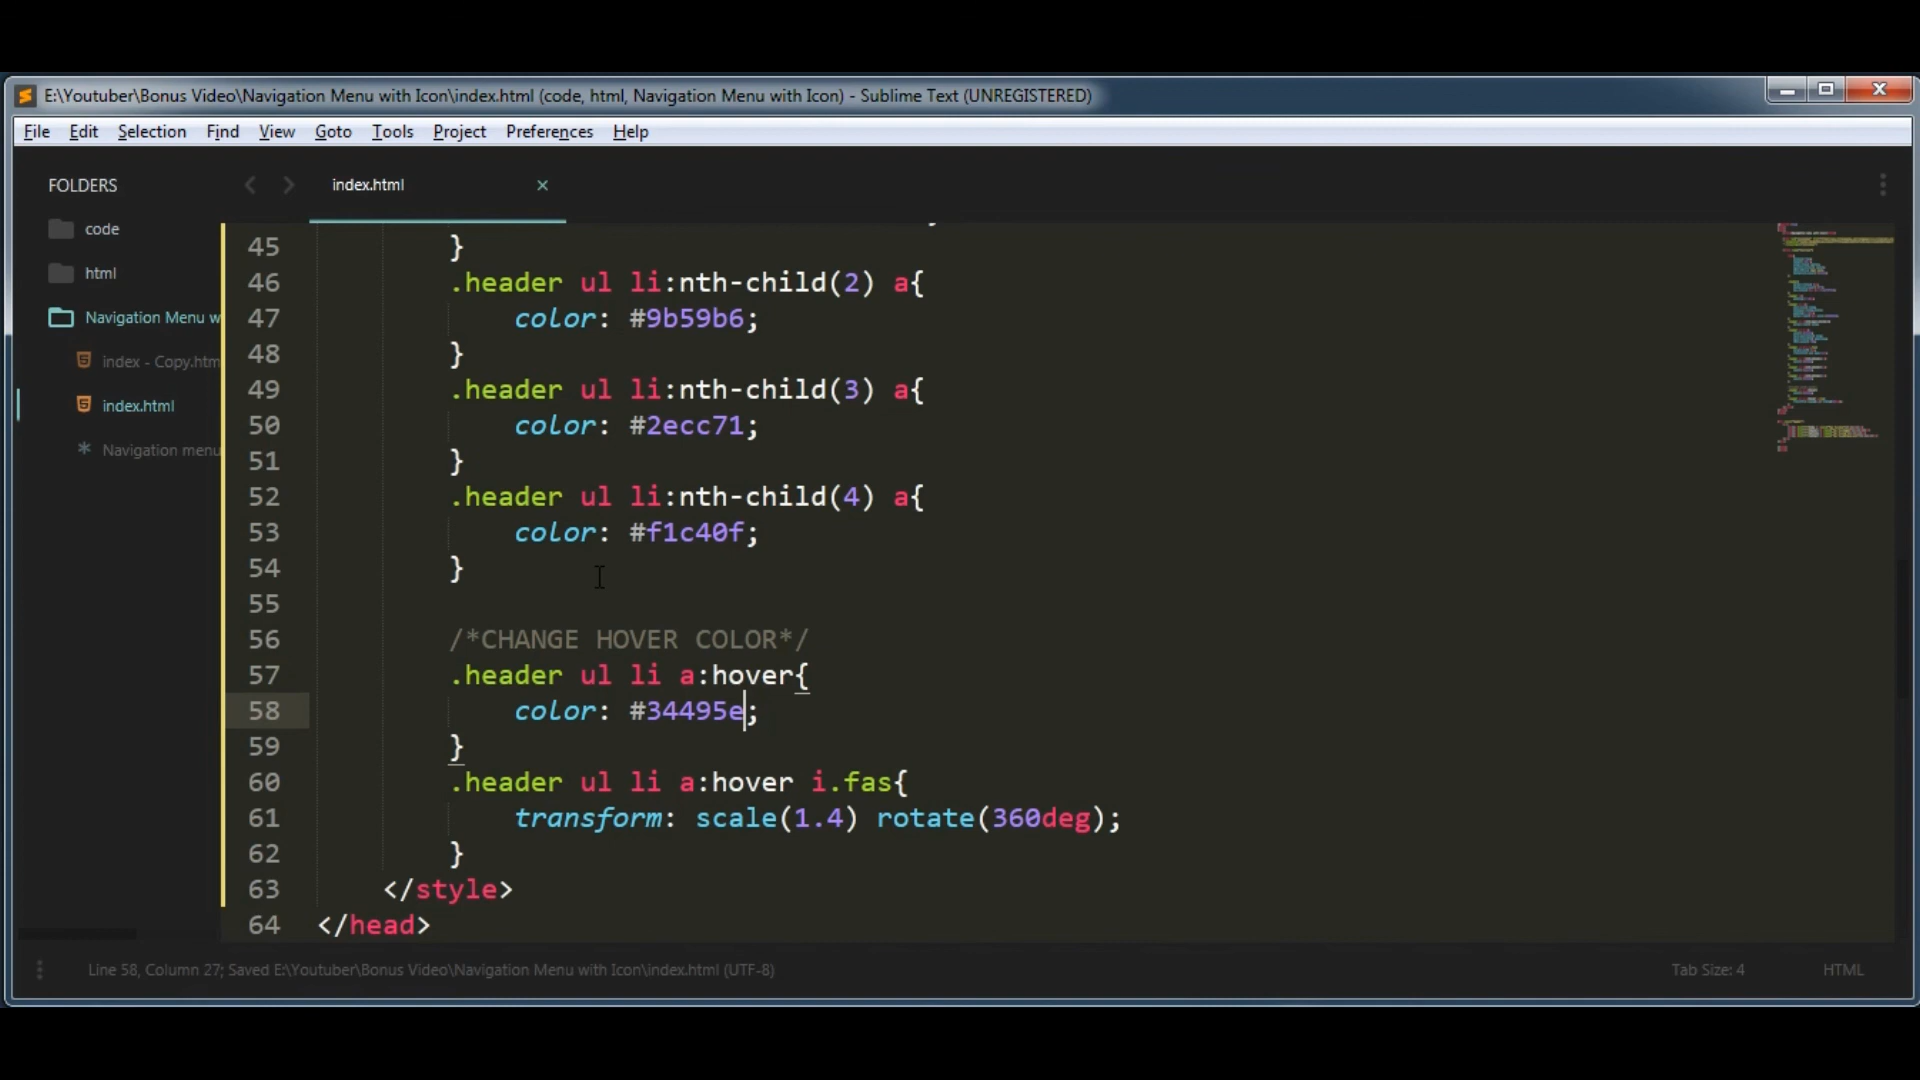 E:\Youtuber\Bonus Video\Navigation Menu with Icon\index.html (code, html, Navigation Menu with Icon) - Sublime Text (UNREGISTERED)
File Edit Selection Find View Goto Tools Project Preferences Help
FOLDERS
code
html
Navigation Menu w
index - Copy.htm
index.html
Navigation menu
index.html
45 }
46 .header ul li:nth-child(2) a{
47 color: #9b59b6;
48 }
49 .header ul li:nth-child(3) a{
50 color: #2ecc71;
51 }
52 .header ul li:nth-child(4) a{
53 color: #f1c40f;
54 }
55
56 /*CHANGE HOVER COLOR*/
57 .header ul li a:hover{
58 color: #34495e;
59 }
60 .header ul li a:hover i.fas{
61 transform: scale(1.4) rotate(360deg);
62 }
63 </style>
64 </head>
Line 58, Column 27; Saved E:\Youtuber\Bonus Video\Navigation Menu with Icon\index.html (UTF-8)
Tab Size: 4
HTML